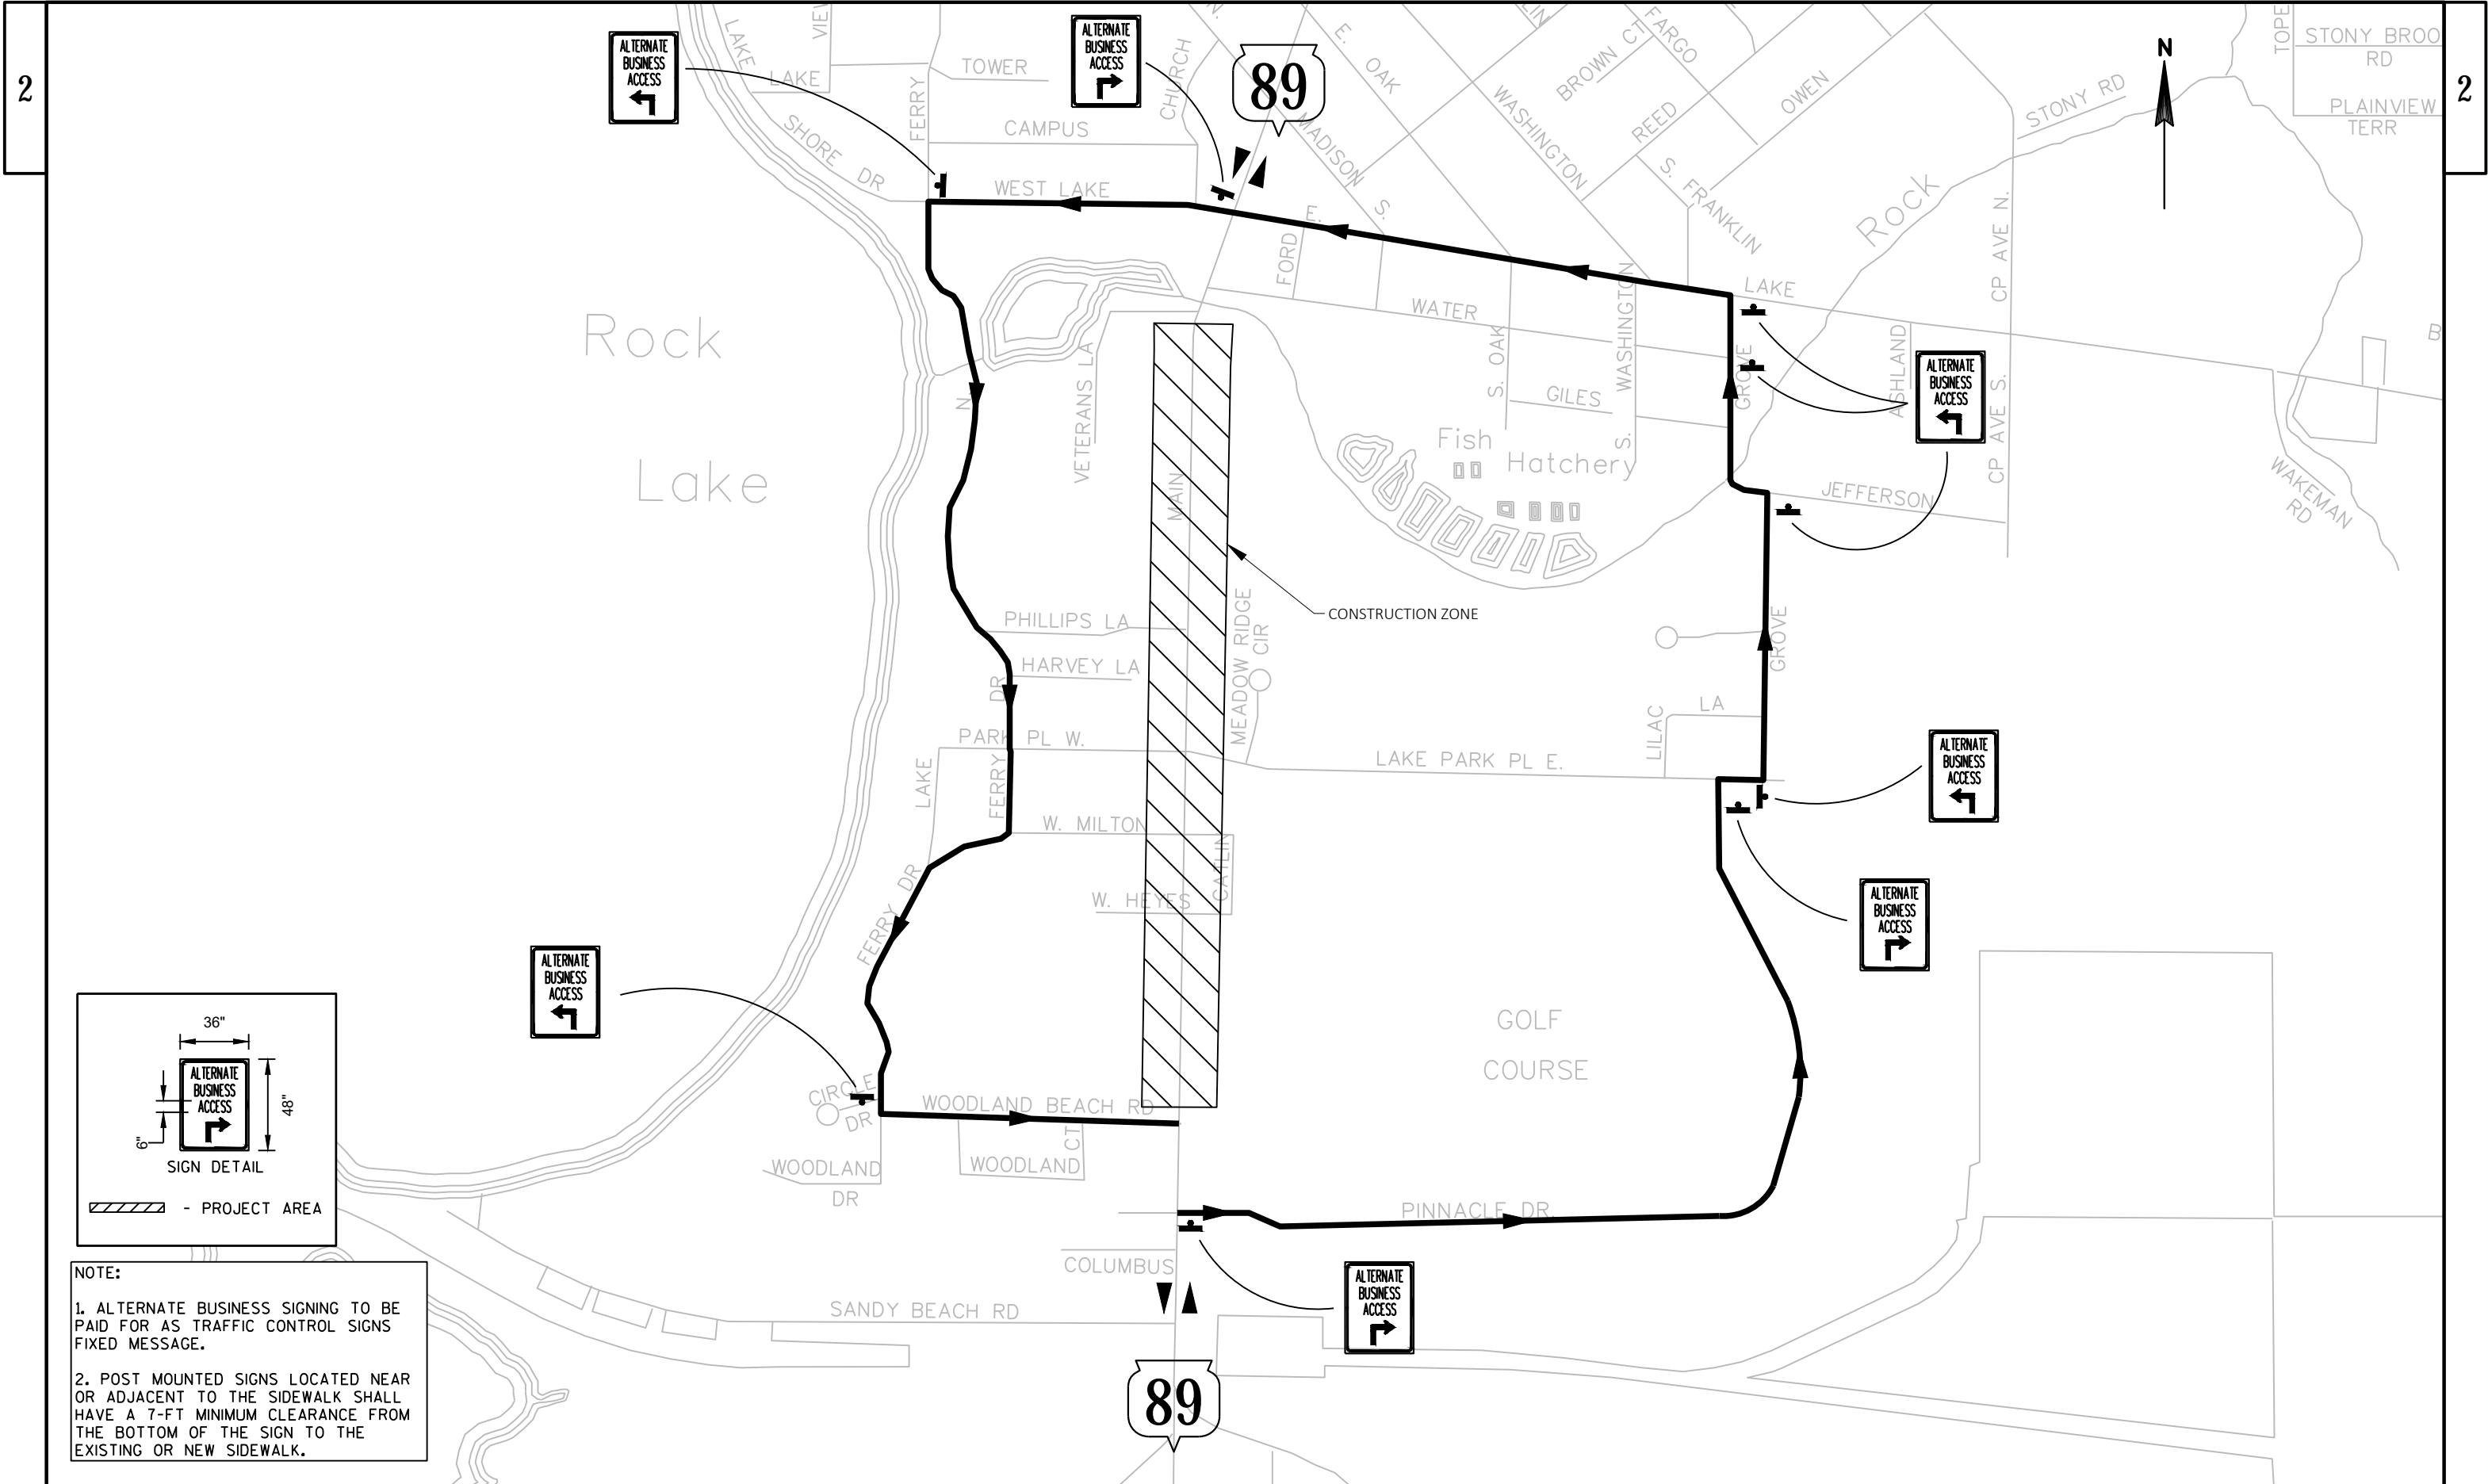 2
2
ALTERNATE
BUSINESS
ACCESS
ALTERNATE
BUSINESS
ACCESS
89
N
LAKE
LAKE
TOWER
FERRY
CHURCH
N.
E. OAK
WASHINGTON
BROWN CT
FARGO
REED
OWEN
STONY RD
STONY BROO
RD
PLAINVIEW
TERR
CAMPUS
SHORE DR
WEST LAKE
MADISON
S.
E.
FORD
S. FRANKLIN
Rock
CP AVE N.
LAKE
WATER
Rock
Lake
N
VETERANS LA
MAIN
S. OAK
S. WASHINGTON
GILES
GROVE
ASHLAND
CP AVE S.
ALTERNATE
BUSINESS
ACCESS
Fish
Hatchery
JEFFERSON
WAKEMAN
RD
CONSTRUCTION ZONE
PHILLIPS LA
HARVEY LA
MEADOW RIDGE
CIR
GROVE
DR
LILAC
LA
PARK PL W.
LAKE PARK PL E.
ALTERNATE
BUSINESS
ACCESS
LAKE
FERRY
W. MILTON
CATLIN
W. HEYES
FERRY DR
ALTERNATE
BUSINESS
ACCESS
ALTERNATE
BUSINESS
ACCESS
GOLF
COURSE
CIRCLE
DR
WOODLAND BEACH RD
WOODLAND
DR
WOODLAND
CT
PINNACLE DR.
COLUMBUS
SANDY BEACH RD
ALTERNATE
BUSINESS
ACCESS
89
36"
ALTERNATE
BUSINESS
ACCESS
48"
6"
SIGN DETAIL
- PROJECT AREA
NOTE:
1. ALTERNATE BUSINESS SIGNING TO BE
PAID FOR AS TRAFFIC CONTROL SIGNS
FIXED MESSAGE.
2. POST MOUNTED SIGNS LOCATED NEAR
OR ADJACENT TO THE SIDEWALK SHALL
HAVE A 7-FT MINIMUM CLEARANCE FROM
THE BOTTOM OF THE SIGN TO THE
EXISTING OR NEW SIDEWALK.